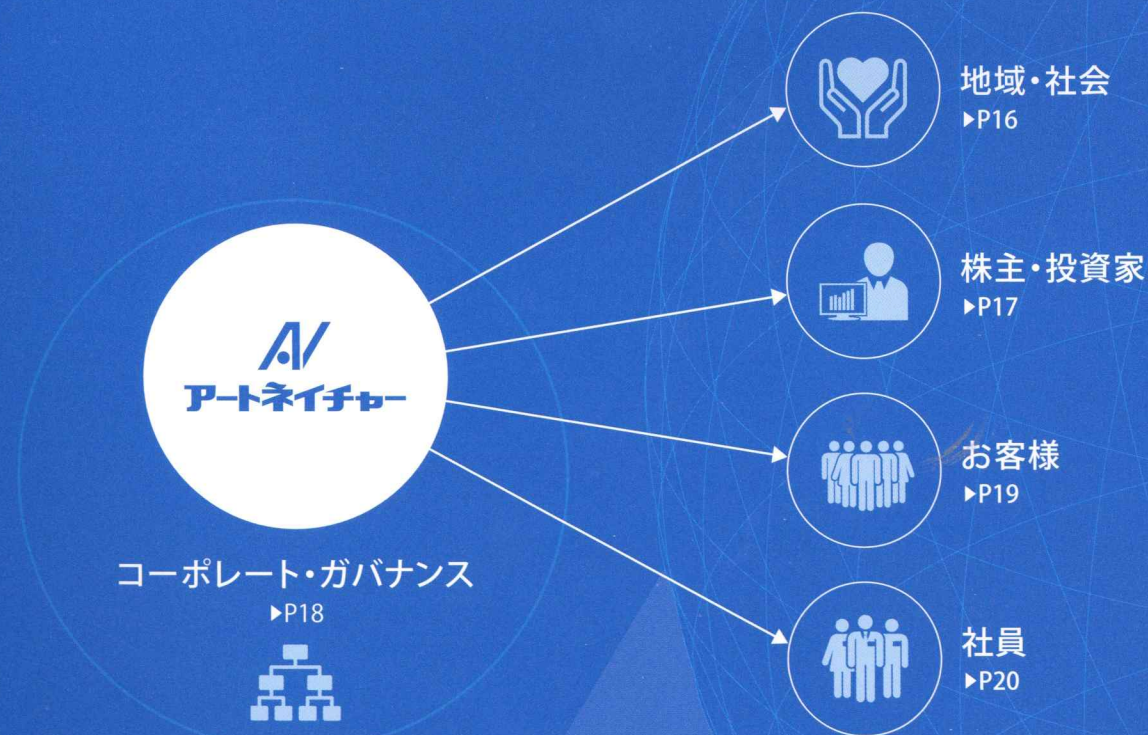 アートネイチャー
コーポレート・ガバナンス
▶P18
地域・社会
▶P16
株主・投資家
▶P17
お客様
▶P19
社員
▶P20